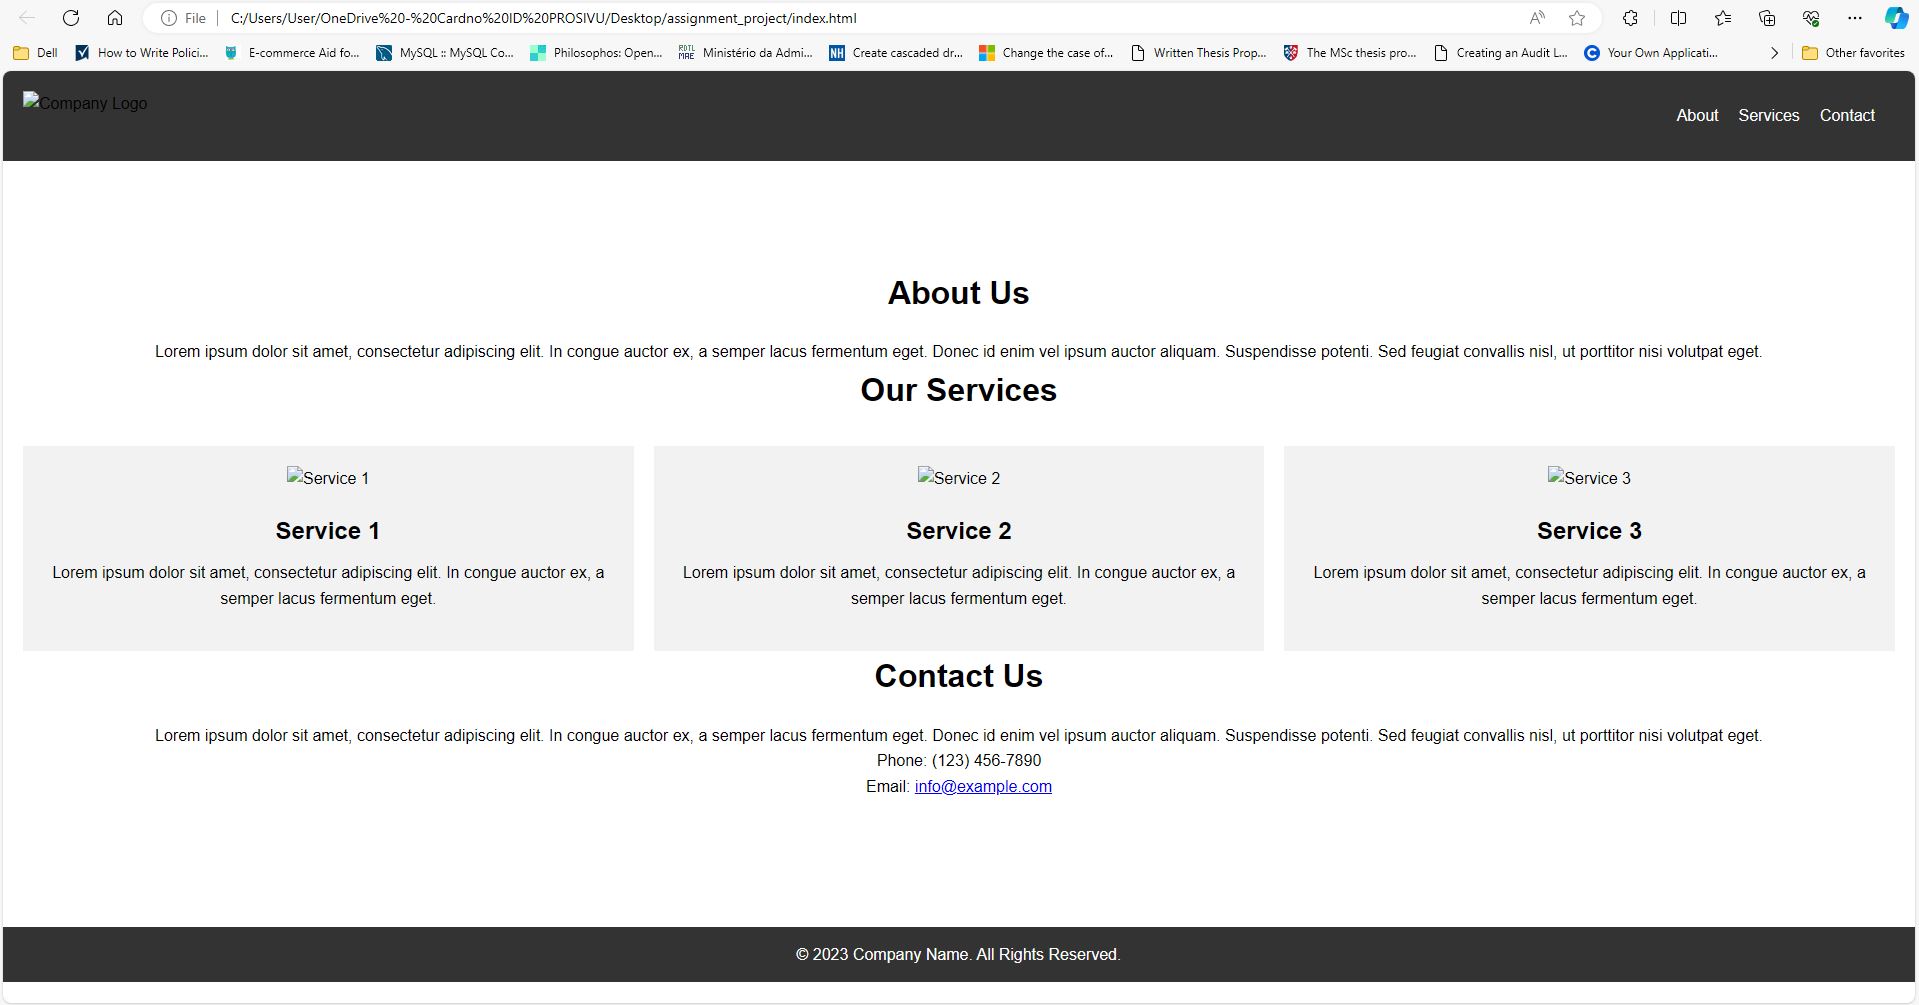 File C:/Users/User/OneDrive%20-%20Cardno%20ID%20PROSIVU/Desktop/assignment_project/index.html
Dell How to Write Polici... E-commerce Aid fo... MySQL :: MySQL Co... Philosophos: Open... RDTL MAE Ministério da Admi... NH Create cascaded dr... Change the case of... Written Thesis Prop... The MSc thesis pro... Creating an Audit L... Your Own Applicati... Other favorites
Company Logo
About Services Contact
About Us
Lorem ipsum dolor sit amet, consectetur adipiscing elit. In congue auctor ex, a semper lacus fermentum eget. Donec id enim vel ipsum auctor aliquam. Suspendisse potenti. Sed feugiat convallis nisl, ut porttitor nisi volutpat eget.
Our Services
Service 1
Service 1
Lorem ipsum dolor sit amet, consectetur adipiscing elit. In congue auctor ex, a
semper lacus fermentum eget.
Service 2
Service 2
Lorem ipsum dolor sit amet, consectetur adipiscing elit. In congue auctor ex, a
semper lacus fermentum eget.
Service 3
Service 3
Lorem ipsum dolor sit amet, consectetur adipiscing elit. In congue auctor ex, a
semper lacus fermentum eget.
Contact Us
Lorem ipsum dolor sit amet, consectetur adipiscing elit. In congue auctor ex, a semper lacus fermentum eget. Donec id enim vel ipsum auctor aliquam. Suspendisse potenti. Sed feugiat convallis nisl, ut porttitor nisi volutpat eget.
Phone: (123) 456-7890
Email: info@example.com
© 2023 Company Name. All Rights Reserved.